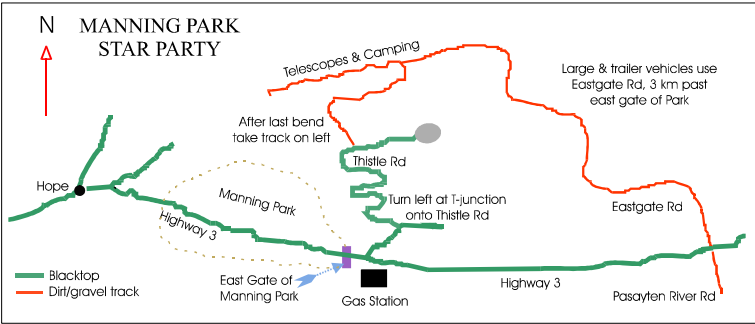 N
MANNING PARK
STAR PARTY
Telescopes & Camping
Large & trailer vehicles use
Eastgate Rd, 3 km past
east gate of Park
After last bend
take track on left
Thistle Rd
Hope
Manning Park
Turn left at T-junction
onto Thistle Rd
Eastgate Rd
Highway 3
Blacktop
Dirt/gravel track
East Gate of
Manning Park
Gas Station
Highway 3
Pasayten River Rd